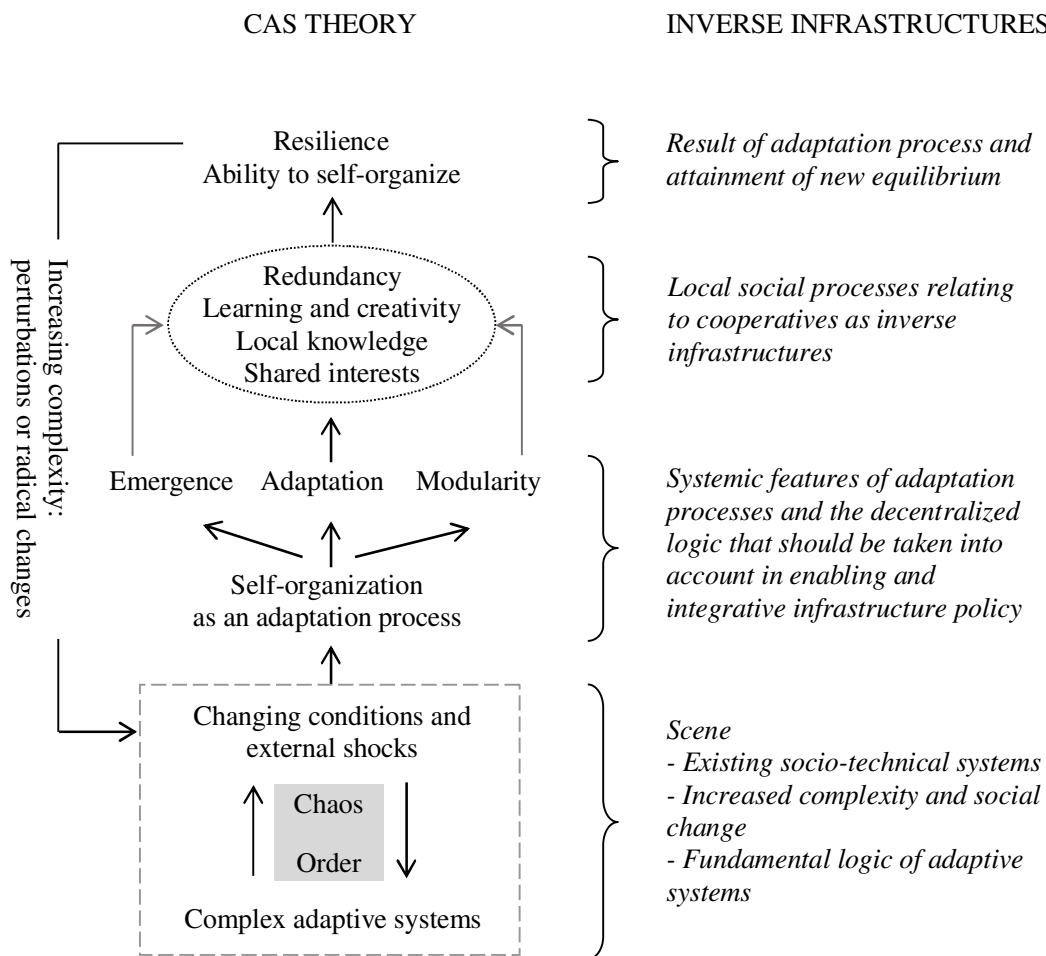 CAS THEORY
INVERSE INFRASTRUCTURES
Resilience
Ability to self-organize
Result of adaptation process and
attainment of new equilibrium
Increasing complexity:
perturbations or radical changes
Redundancy
Learning and creativity
Local knowledge
Shared interests
Local social processes relating
to cooperatives as inverse
infrastructures
Emergence
Adaptation
Modularity
Self-organization
as an adaptation process
Systemic features of adaptation
processes and the decentralized
logic that should be taken into
account in enabling and
integrative infrastructure policy
Changing conditions and
external shocks
Chaos
Order
Complex adaptive systems
Scene
- Existing socio-technical systems
- Increased complexity and social
change
- Fundamental logic of adaptive
systems